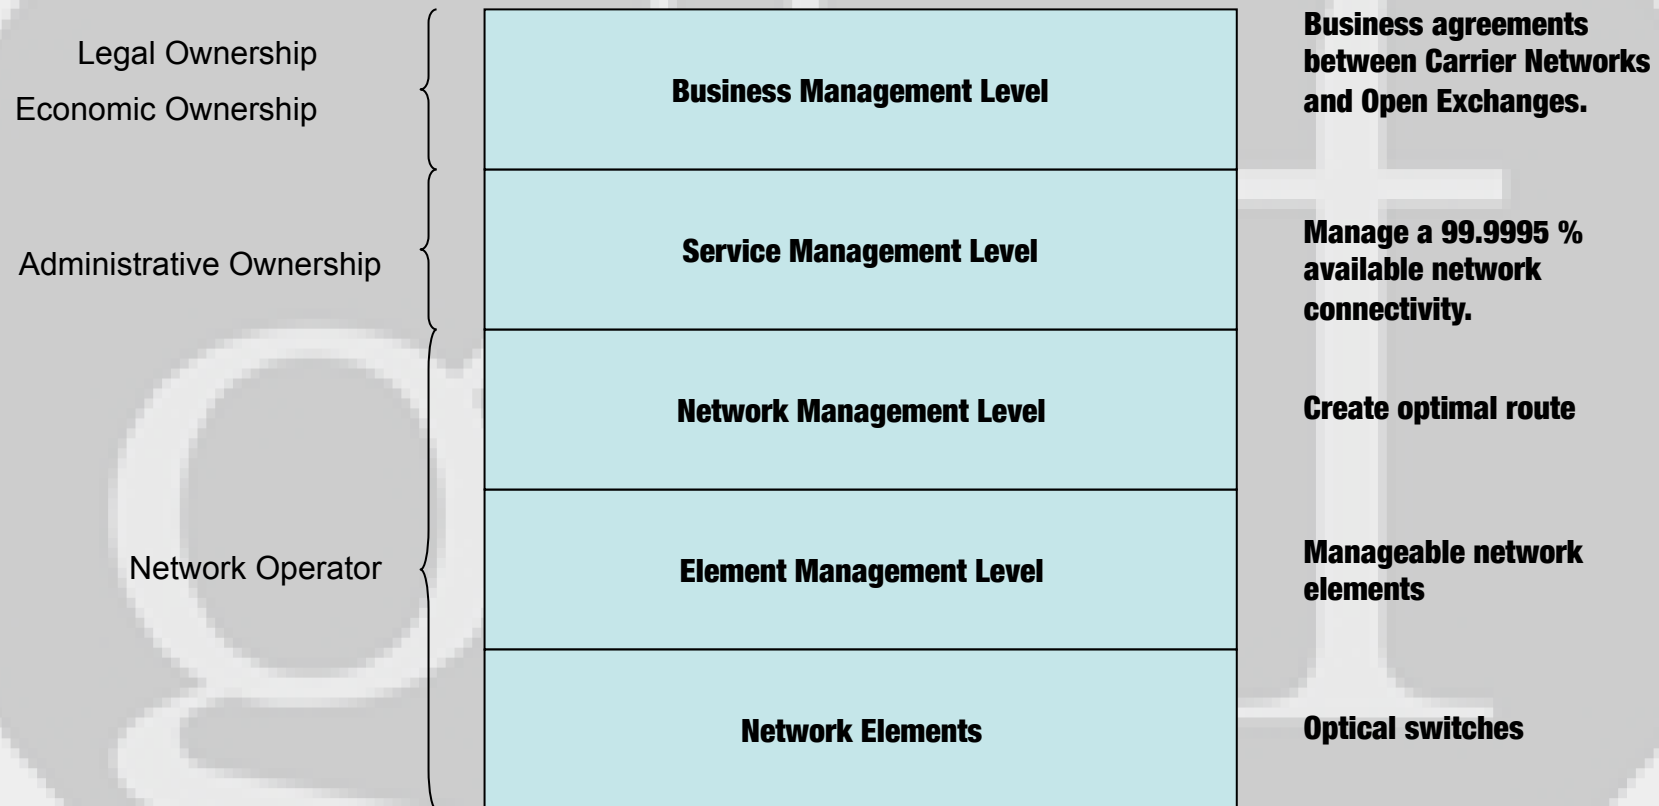 Legal Ownership
Economic Ownership
Business Management Level
Business agreements
between Carrier Networks
and Open Exchanges.
Administrative Ownership
Service Management Level
Manage a 99.9995 %
available network
connectivity.
Network Management Level
Create optimal route
Network Operator
Element Management Level
Manageable network
elements
Network Elements
Optical switches